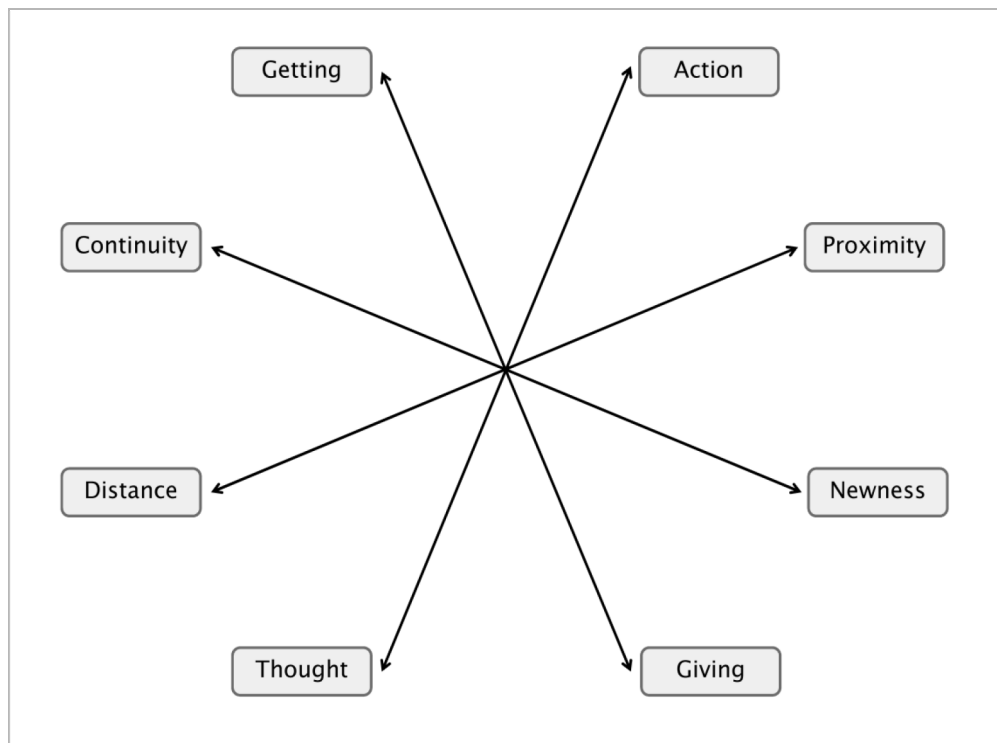 Getting
Action
Continuity
Proximity
Distance
Newness
Thought
Giving